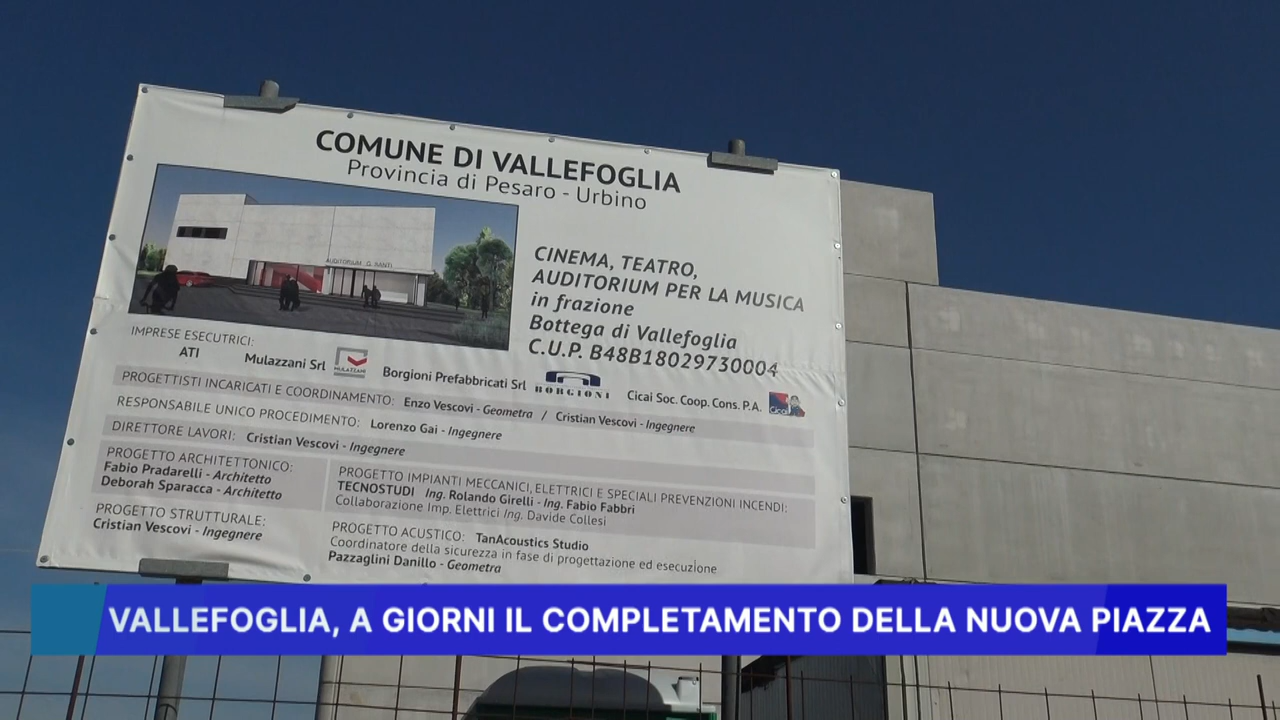 COMUNE DI VALLEFOGLIA
Provincia di Pesaro - Urbino
AUDITORIUM G. SANTI
CINEMA, TEATRO,
AUDITORIUM PER LA MUSICA
in frazione
Bottega di Vallefoglia
C.U.P. B48B18029730004
IMPRESE ESECUTRICI:
ATI Mulazzani Srl MULAZZANI Borgioni Prefabbricati Srl BORGIONI Cicai Soc. Coop. Cons. P.A. Cicai
PROGETTISTI INCARICATI E COORDINAMENTO: Enzo Vescovi - Geometra / Cristian Vescovi - Ingegnere
RESPONSABILE UNICO PROCEDIMENTO: Lorenzo Gai - Ingegnere
DIRETTORE LAVORI: Cristian Vescovi - Ingegnere
PROGETTO ARCHITETTONICO:
Fabio Pradarelli - Architetto
Deborah Sparacca - Architetto
PROGETTO STRUTTURALE:
Cristian Vescovi - Ingegnere
PROGETTO IMPIANTI MECCANICI, ELETTRICI E SPECIALI PREVENZIONI INCENDI:
TECNOSTUDI Ing. Rolando Girelli - Ing. Fabio Fabbri
Collaborazione Imp. Elettrici Ing. Davide Collesi
PROGETTO ACUSTICO: TanAcoustics Studio
Coordinatore della sicurezza in fase di progettazione ed esecuzione
Pazzaglini Danillo - Geometra
VALLEFOGLIA, A GIORNI IL COMPLETAMENTO DELLA NUOVA PIAZZA